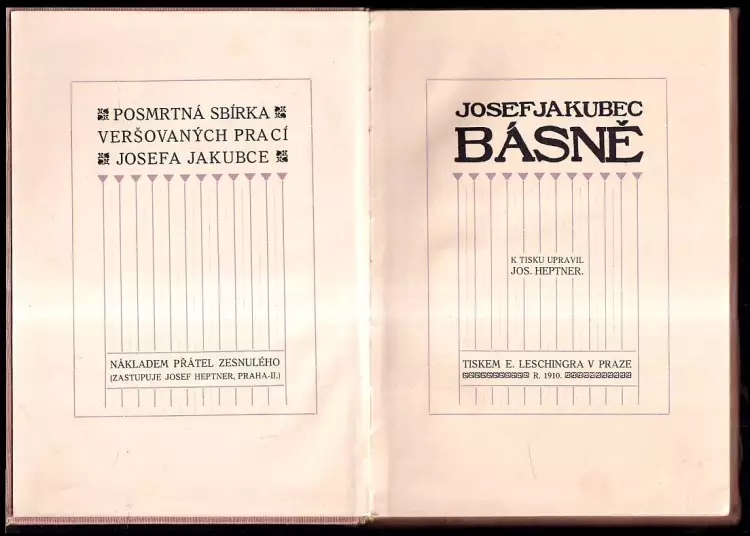 POSMRTNÁ SBÍRKA
VERŠOVANÝCH PRACÍ
JOSEFA JAKUBCE
NÁKLADEM PŘÁTEL ZESNULÉHO
(ZASTUPUJE JOSEF HEPTNER, PRAHA-II.)
JOSEF JAKUBEC
BÁSNĚ
K TISKU UPRAVIL
JOS. HEPTNER.
TISKEM E. LESCHINGRA V PRAZE
R. 1910.